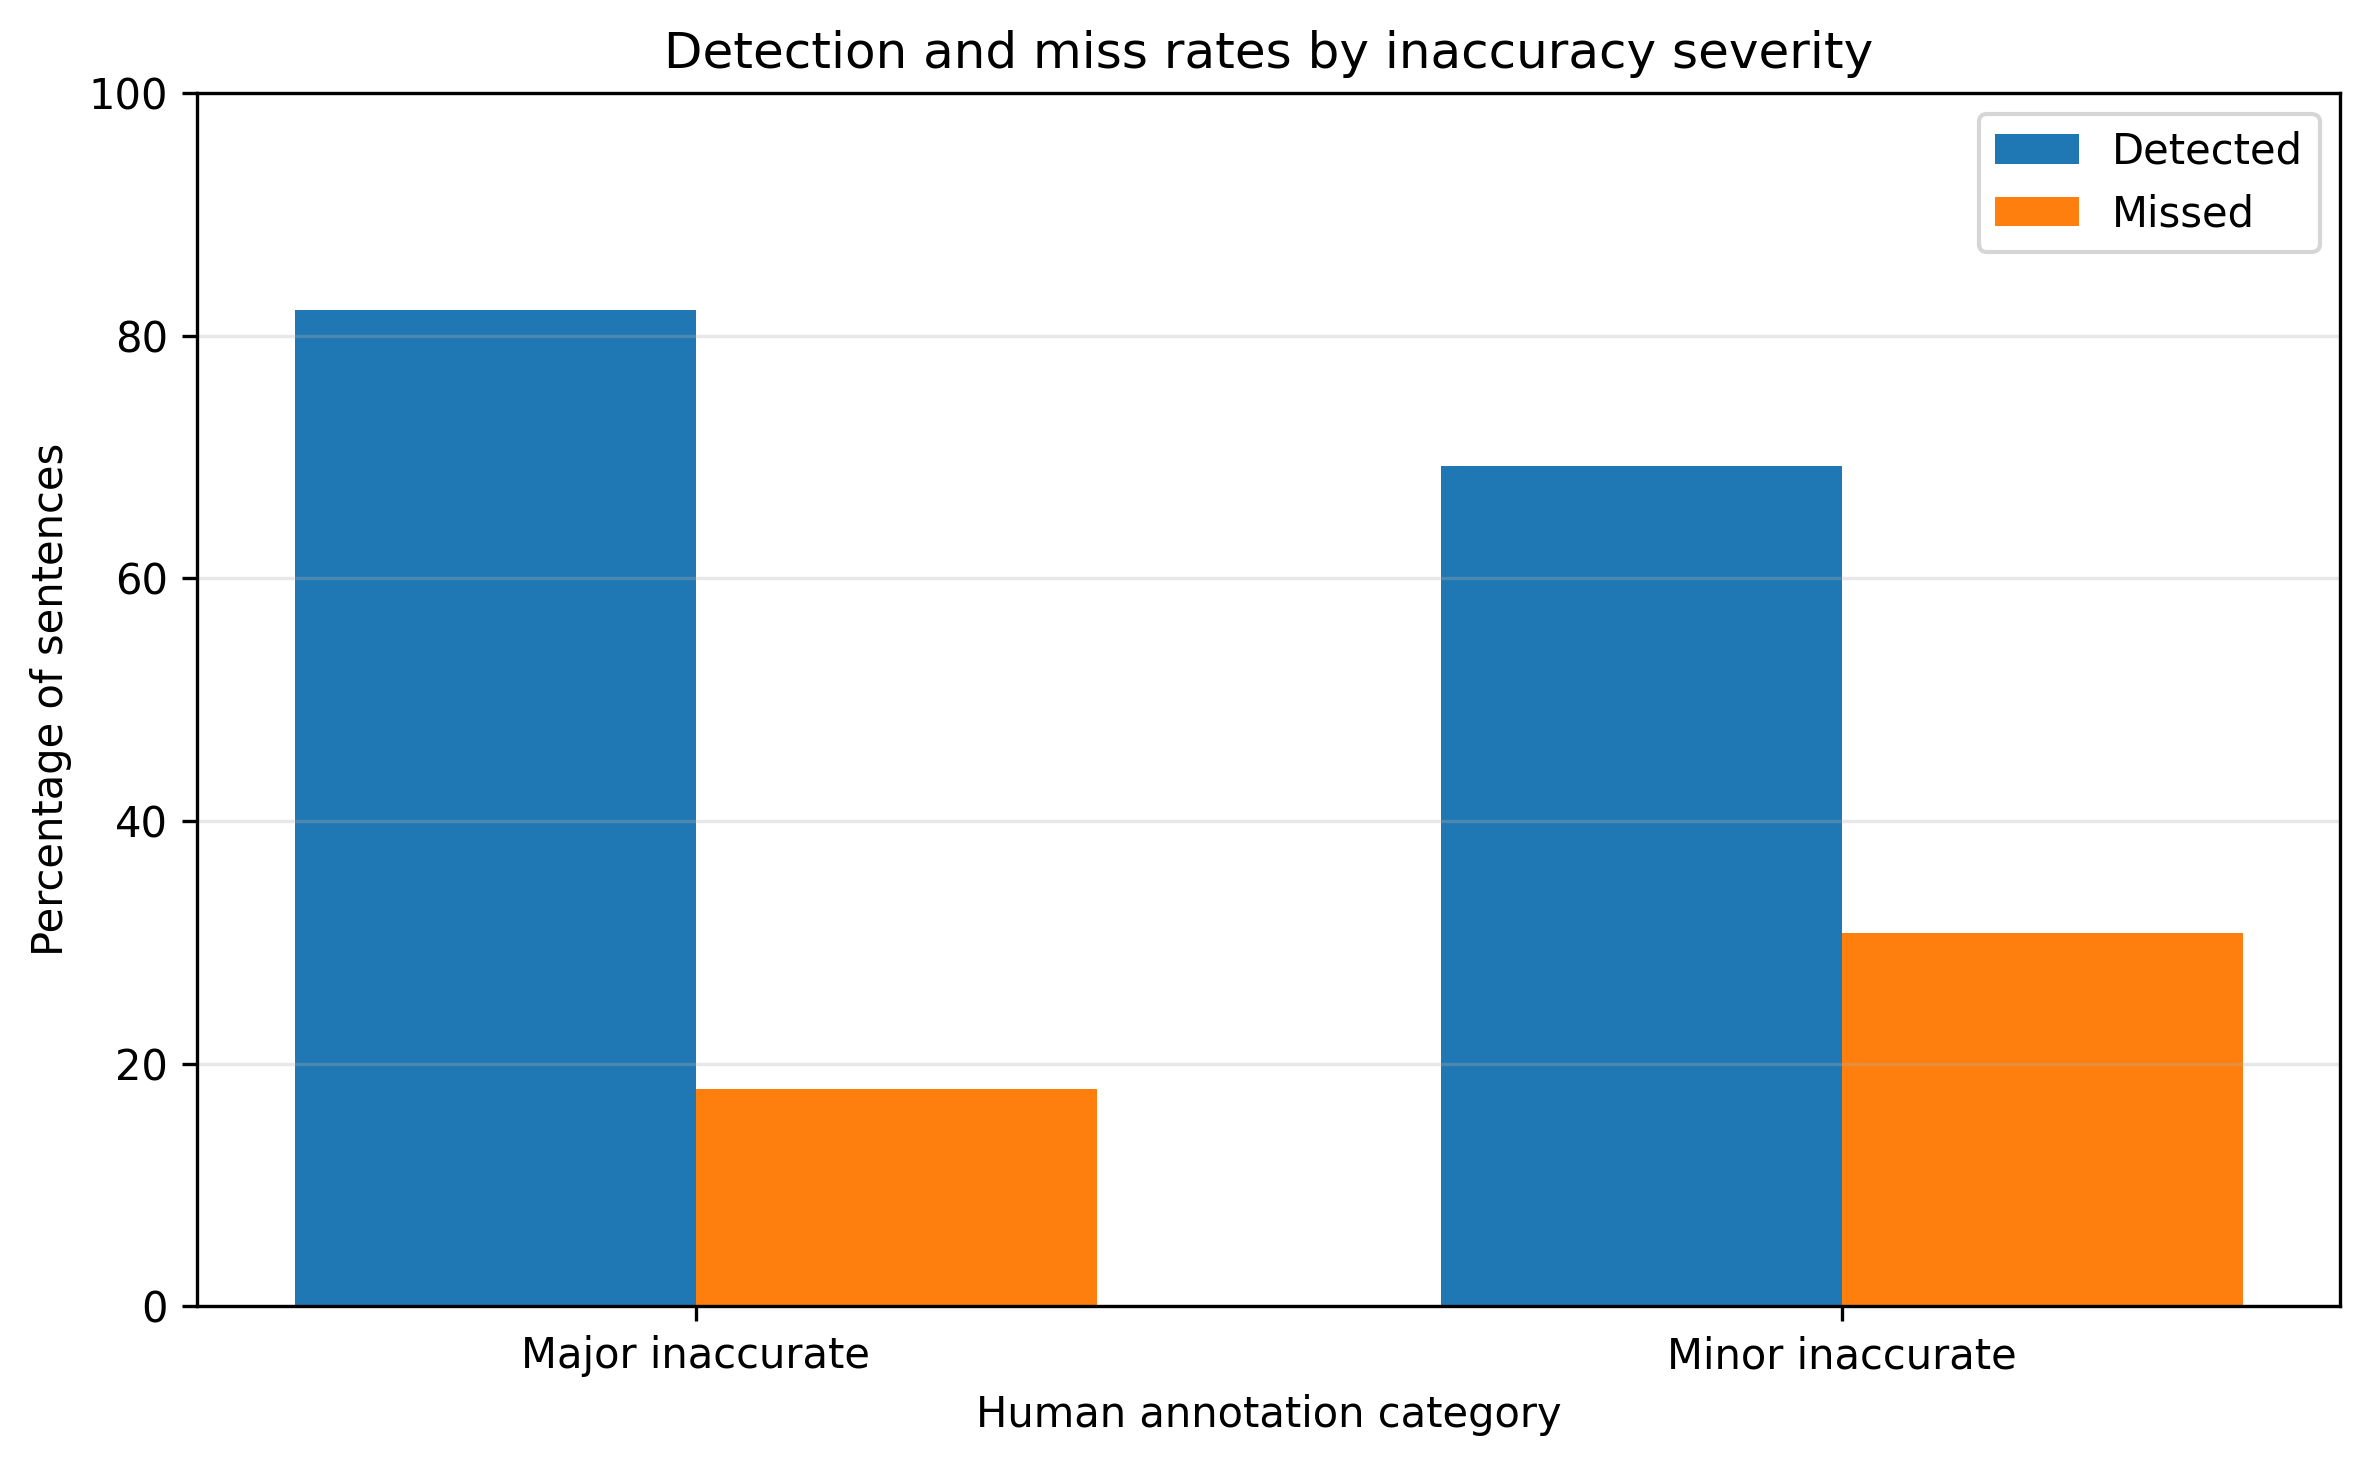 Detection and miss rates by inaccuracy severity
Detected
Missed
Percentage of sentences
100
80
60
40
20
0
Major inaccurate
Minor inaccurate
Human annotation category